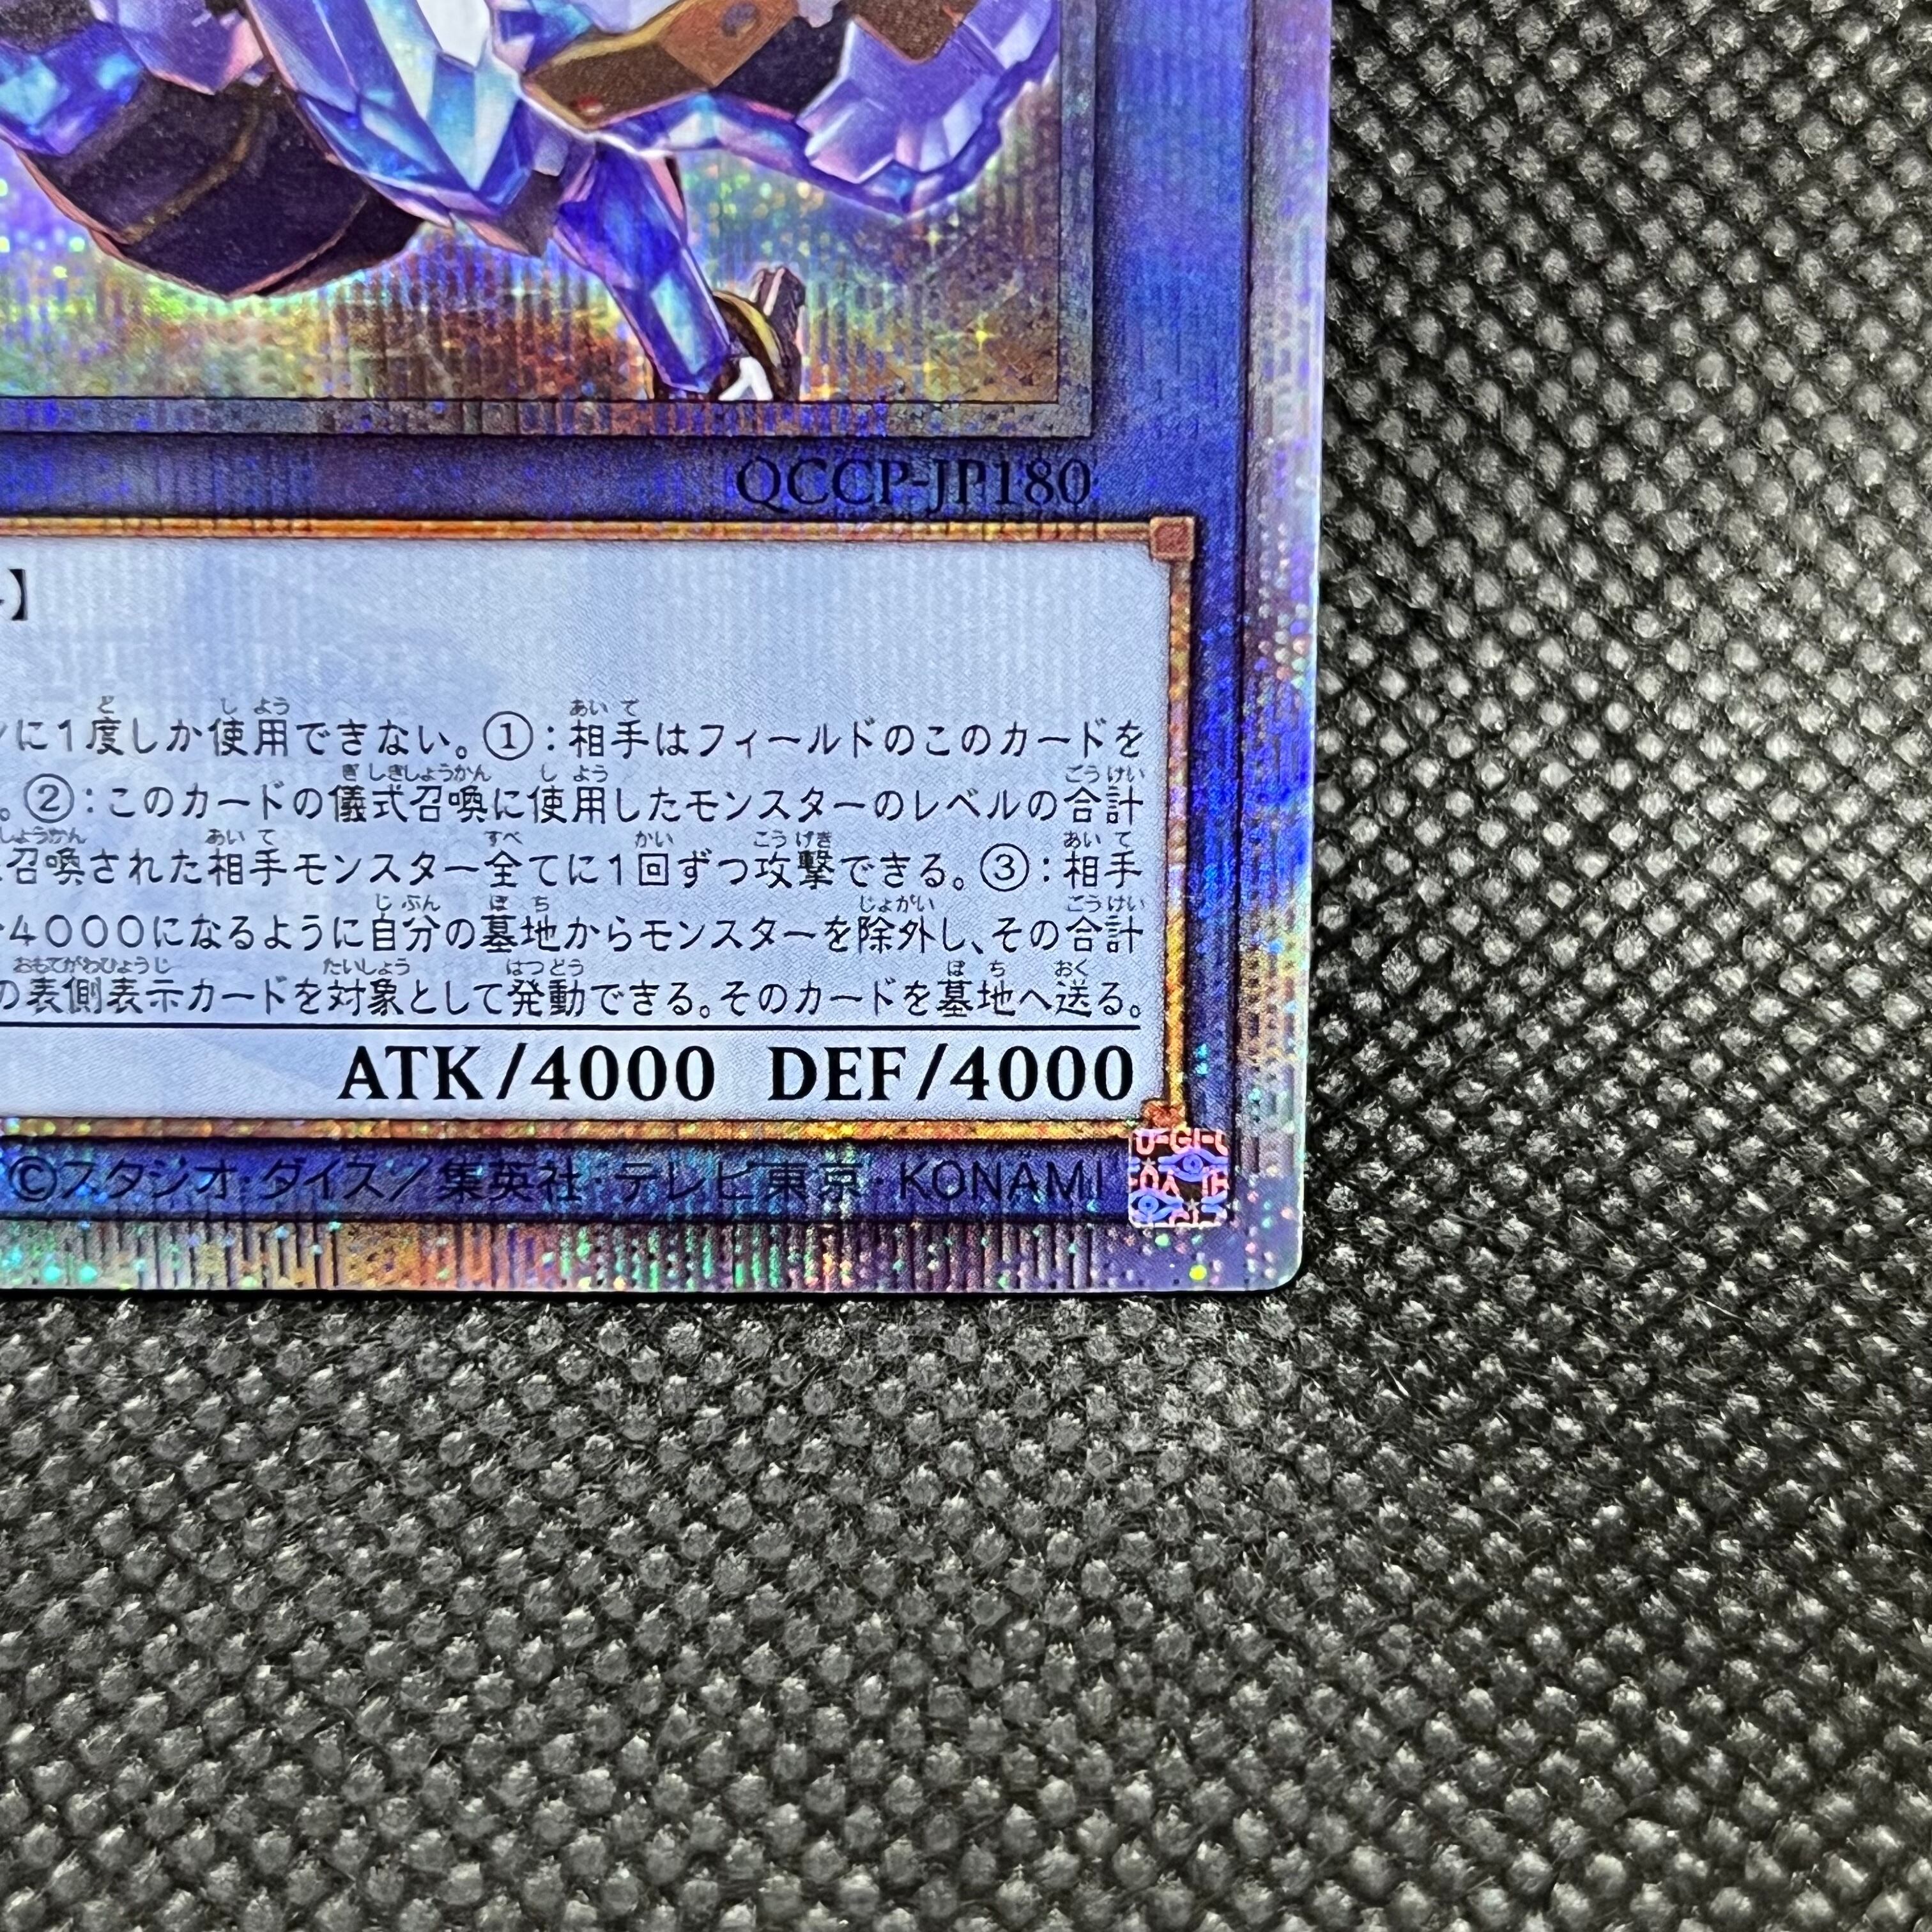 QCCP-JP180
】
に１度しか使用できない。①：相手はフィールドのこのカードを
。②：このカードの儀式召喚に使用したモンスターのレベルの合計
召喚された相手モンスター全てに１回ずつ攻撃できる。③：相手
４０００になるように自分の墓地からモンスターを除外し、その合計
の表側表示カードを対象として発動できる。そのカードを墓地へ送る。
ATK/4000 DEF/4000
©スタジオ・ダイス／集英社・テレビ東京・KONAMI